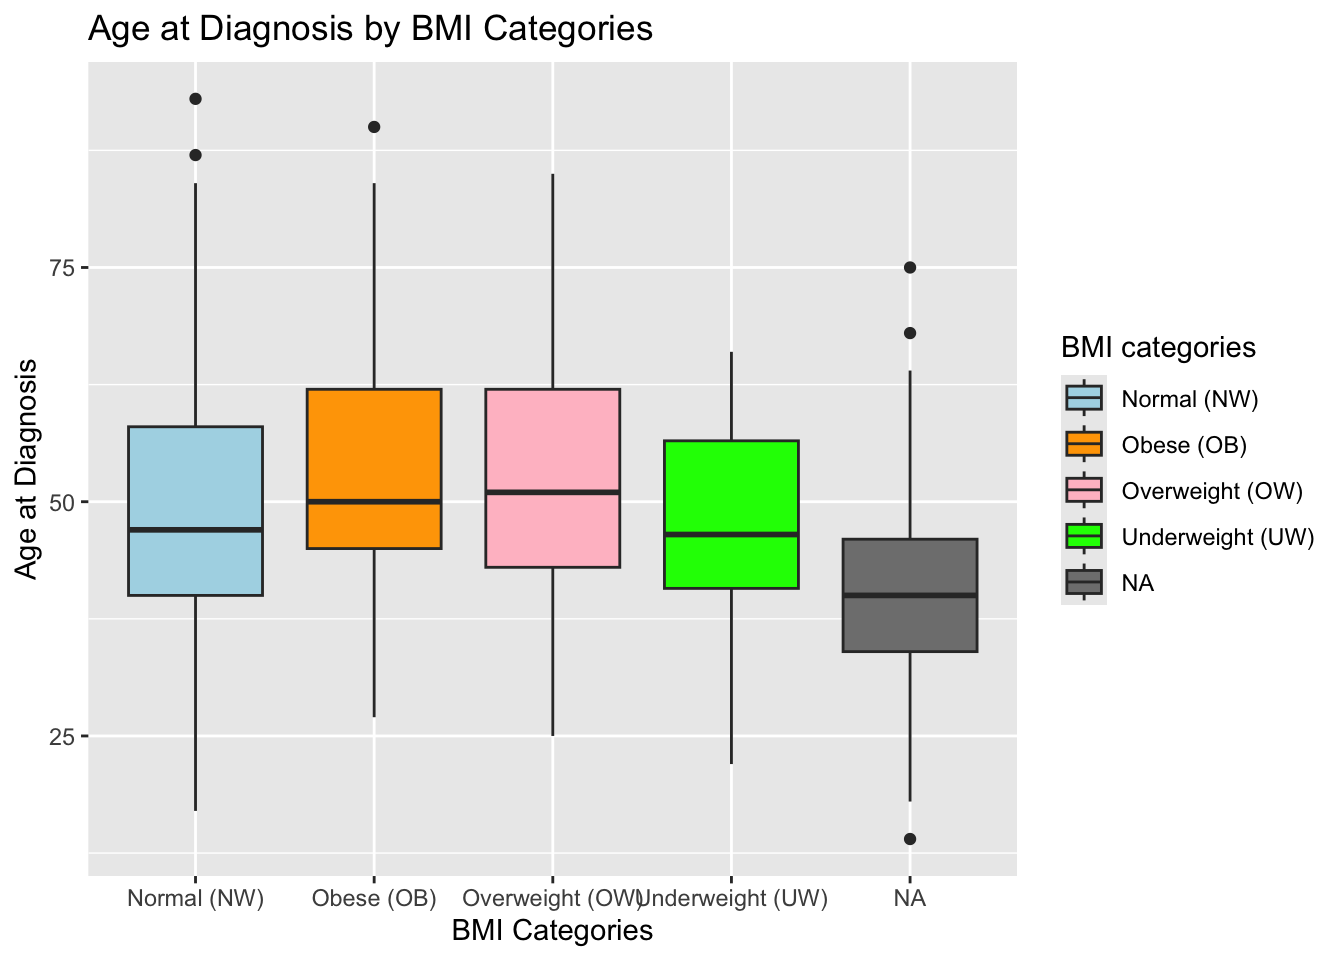 Age at Diagnosis by BMI Categories
Age at Diagnosis
75
50
25
Normal (NW)
Obese (OB)
Overweight (OW)
Underweight (UW)
NA
BMI Categories
BMI categories
Normal (NW)
Obese (OB)
Overweight (OW)
Underweight (UW)
NA